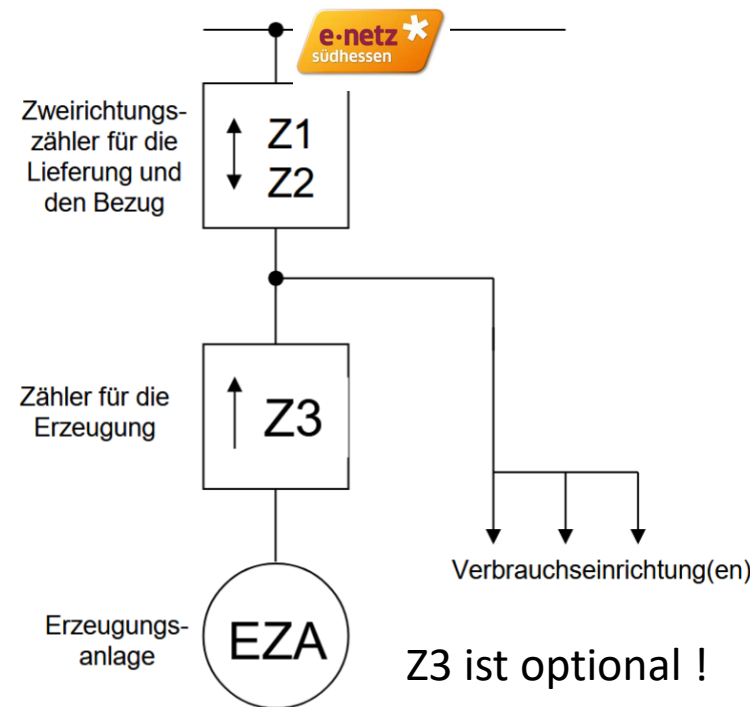 e·netz
südhessen
Zweirichtungs-
zähler für die
Lieferung und
den Bezug
Z1
Z2
Zähler für die
Erzeugung
Z3
Verbrauchseinrichtung(en)
Erzeugungs-
anlage
EZA
Z3 ist optional !